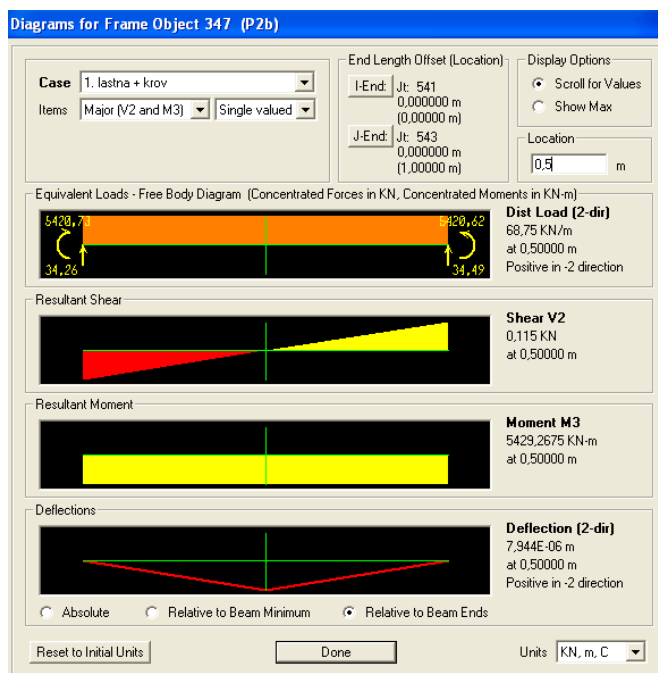 Diagrams for Frame Object 347 (P2b)
Case 1. lastna + krov
Items Major (V2 and M3) Single valued
End Length Offset (Location)
I-End: Jt: 541
0,000000 m
(0,00000 m)
J-End: Jt: 543
0,000000 m
(1,00000 m)
Display Options
Scroll for Values
Show Max
Location
0,5 m
Equivalent Loads - Free Body Diagram (Concentrated Forces in KN, Concentrated Moments in KN-m)
5420,73 5420,62
34,26 34,49
Dist Load (2-dir)
68,75 KN/m
at 0,50000 m
Positive in -2 direction
Resultant Shear
Shear V2
0,115 KN
at 0,50000 m
Resultant Moment
Moment M3
5429,2675 KN-m
at 0,50000 m
Deflections
Deflection (2-dir)
7,944E-06 m
at 0,50000 m
Positive in -2 direction
Absolute Relative to Beam Minimum Relative to Beam Ends
Reset to Initial Units Done Units KN, m, C